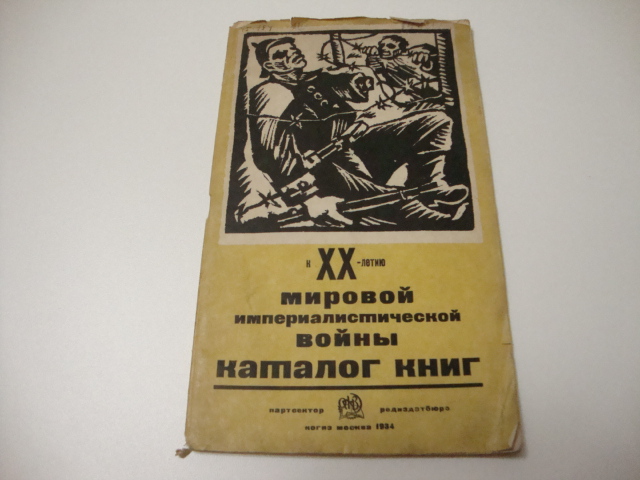 к XX-летию
мировой
империалистической
войны
каталог книг
партсектор редиздатбюро
когиз москва 1934